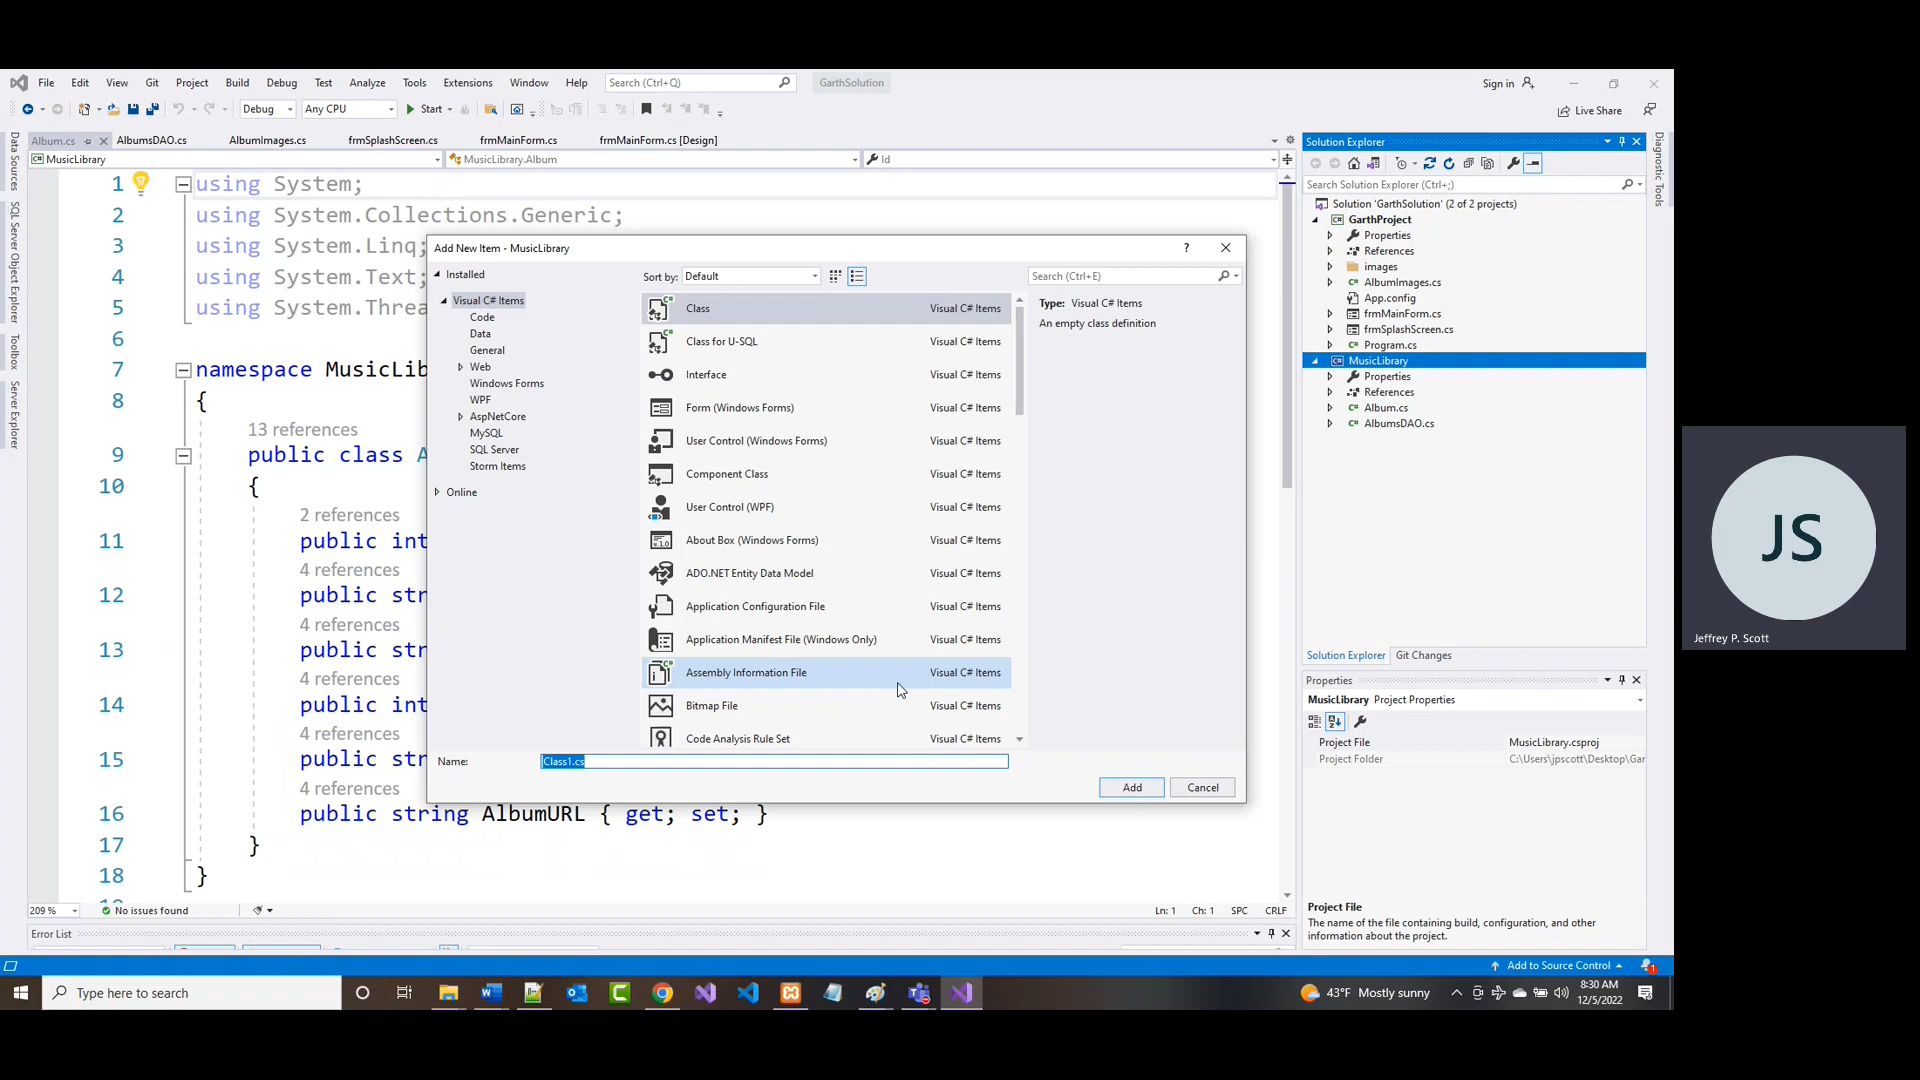 File Edit View Git Project Build Debug Test Analyze Tools Extensions Window Help Search (Ctrl+Q) GarthSolution Sign in
Debug Any CPU Start Live Share
Album.cs AlbumsDAO.cs AlbumImages.cs frmSplashScreen.cs frmMainForm.cs frmMainForm.cs [Design]
MusicLibrary MusicLibrary.Album Id
Data Sources
SQL Server Object Explorer
Toolbox
Server Explorer
1 using System;
2 using System.Collections.Generic;
3 using System.Linq;
4 using System.Text;
5 using System.Threa
6
7 namespace MusicLib
8 {
13 references
9 public class A
10 {
2 references
11 public int
4 references
12 public str
4 references
13 public str
4 references
14 public int
4 references
15 public str
4 references
16 public string AlbumURL { get; set; }
17 }
18 }
209 % No issues found Ln: 1 Ch: 1 SPC CRLF
Error List
Add New Item - MusicLibrary ?
Installed
Visual C# Items
Code
Data
General
Web
Windows Forms
WPF
AspNetCore
MySQL
SQL Server
Storm Items
Online
Sort by: Default
Search (Ctrl+E)
Class Visual C# Items
Class for U-SQL Visual C# Items
Interface Visual C# Items
Form (Windows Forms) Visual C# Items
User Control (Windows Forms) Visual C# Items
Component Class Visual C# Items
User Control (WPF) Visual C# Items
About Box (Windows Forms) Visual C# Items
ADO.NET Entity Data Model Visual C# Items
Application Configuration File Visual C# Items
Application Manifest File (Windows Only) Visual C# Items
Assembly Information File Visual C# Items
Bitmap File Visual C# Items
Code Analysis Rule Set Visual C# Items
Type: Visual C# Items
An empty class definition
Name: Class1.cs
Add Cancel
Solution Explorer
Search Solution Explorer (Ctrl+;)
Solution 'GarthSolution' (2 of 2 projects)
GarthProject
Properties
References
images
AlbumImages.cs
App.config
frmMainForm.cs
frmSplashScreen.cs
Program.cs
MusicLibrary
Properties
References
Album.cs
AlbumsDAO.cs
Solution Explorer Git Changes
Properties
MusicLibrary Project Properties
Project File MusicLibrary.csproj
Project Folder C:\Users\jpscott\Desktop\Gar
Project File
The name of the file containing build, configuration, and other
information about the project.
Diagnostic Tools
Add to Source Control 1
Type here to search 43°F Mostly sunny 8:30 AM
12/5/2022
JS
Jeffrey P. Scott